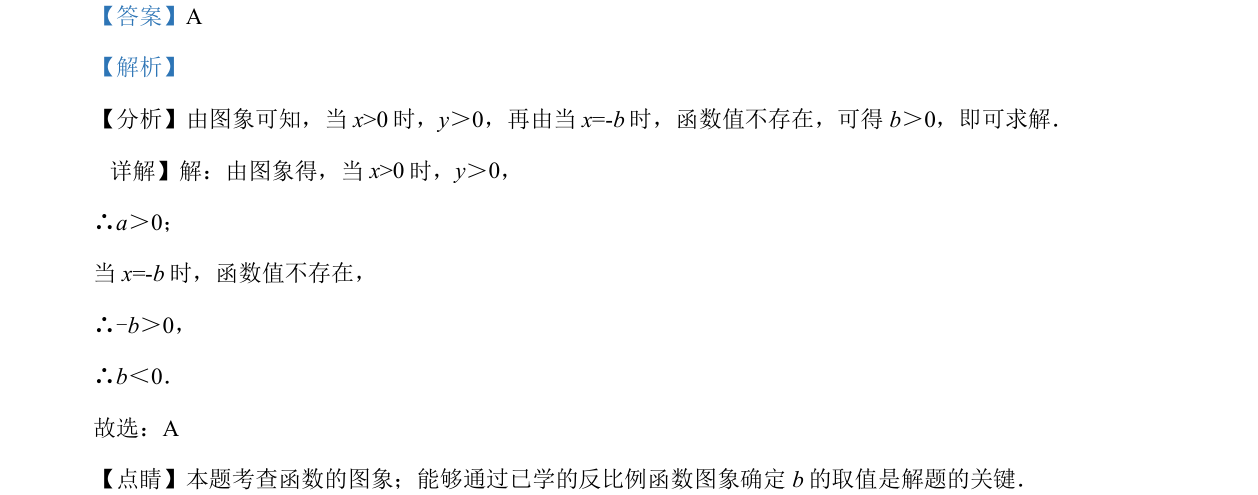 【答案】A
【解析】
【分析】由图象可知，当 x>0 时，y＞0，再由当 x=-b 时，函数值不存在，可得 b＞0，即可求解．
详解】解：由图象得，当 x>0 时，y＞0，
∴a＞0；
当 x=-b 时，函数值不存在，
∴-b＞0，
∴b＜0．
故选：A
【点睛】本题考查函数的图象；能够通过已学的反比例函数图象确定 b 的取值是解题的关键．